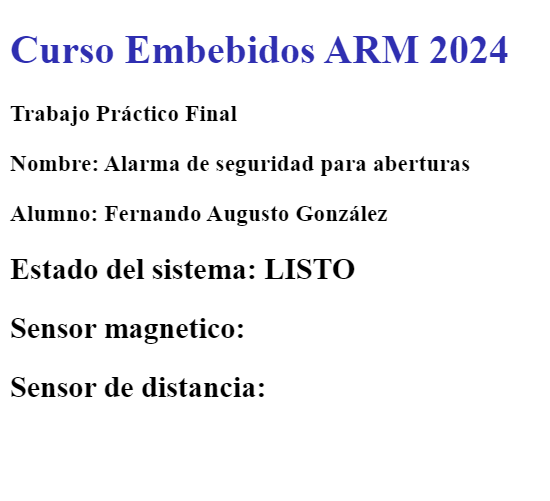 Curso Embebidos ARM 2024
Trabajo Práctico Final
Nombre: Alarma de seguridad para aberturas
Alumno: Fernando Augusto González
Estado del sistema: LISTO
Sensor magnetico:
Sensor de distancia: